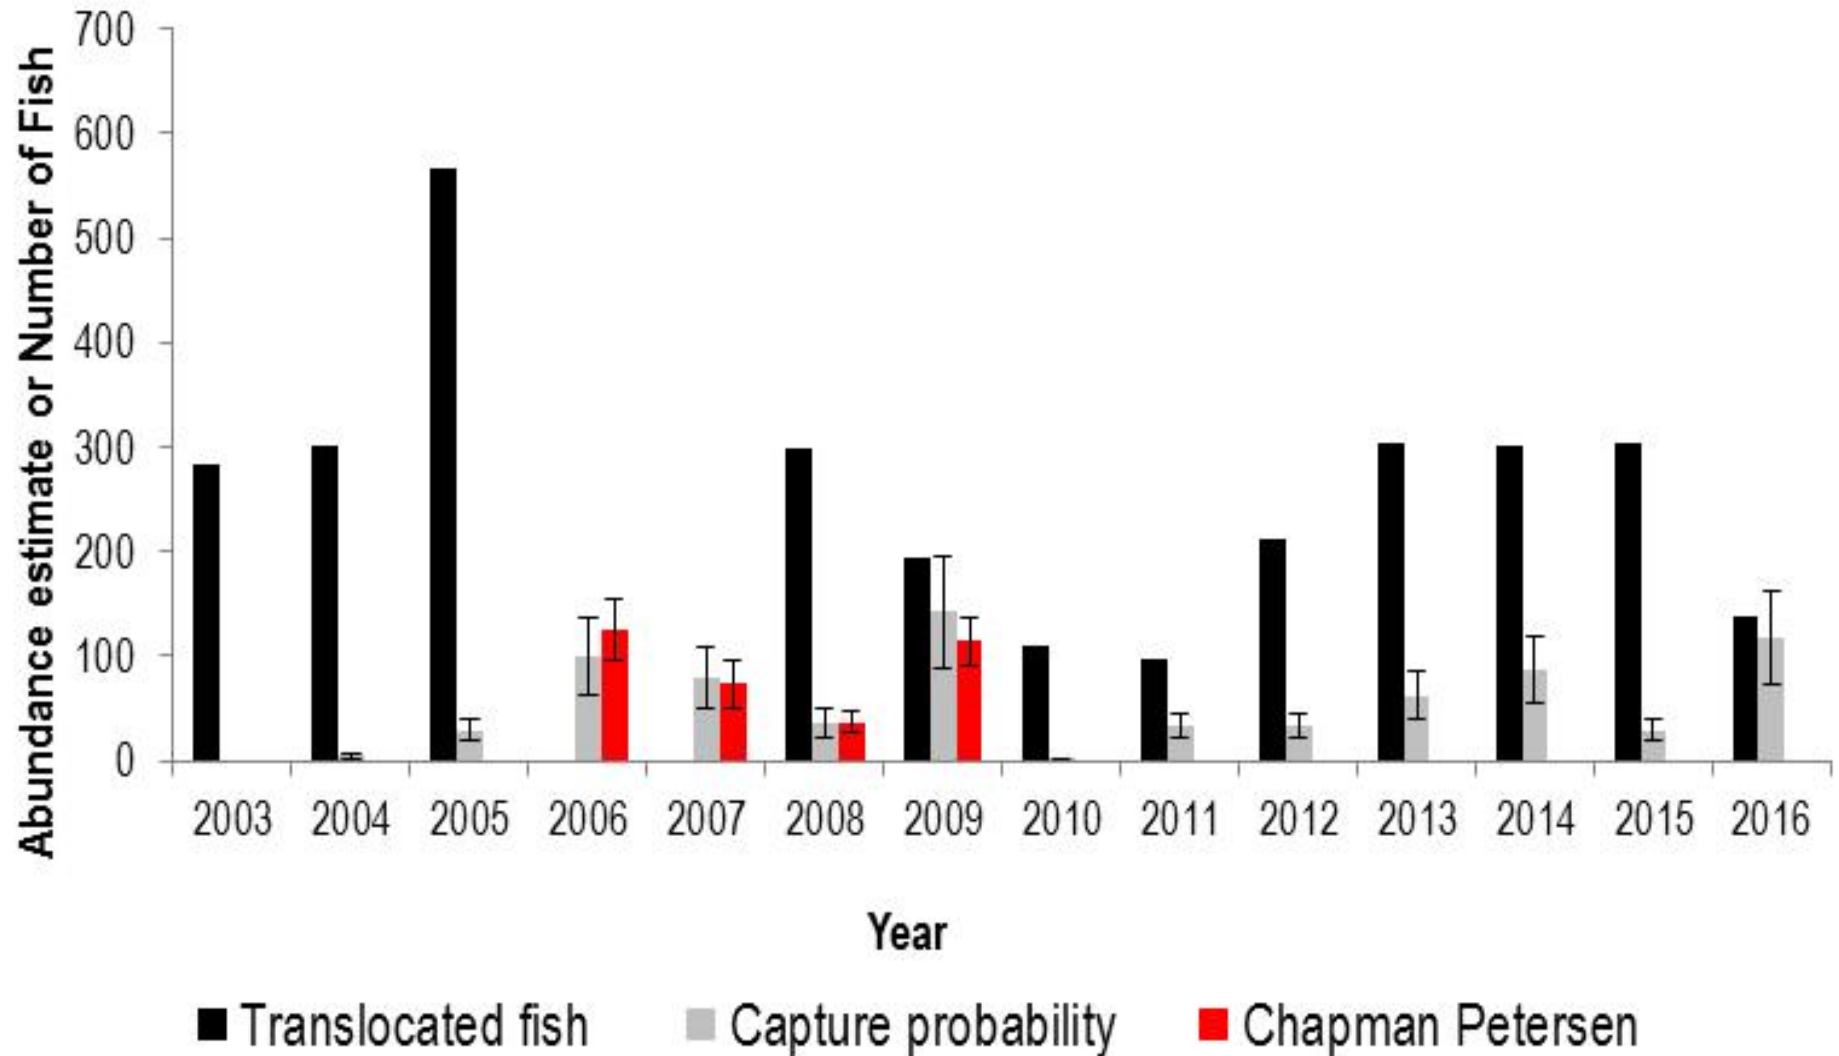 Abundance estimate or Number of Fish
700
600
500
400
300
200
100
0
2003 2004 2005 2006 2007 2008 2009 2010 2011 2012 2013 2014 2015 2016
Year
Translocated fish Capture probability Chapman Petersen